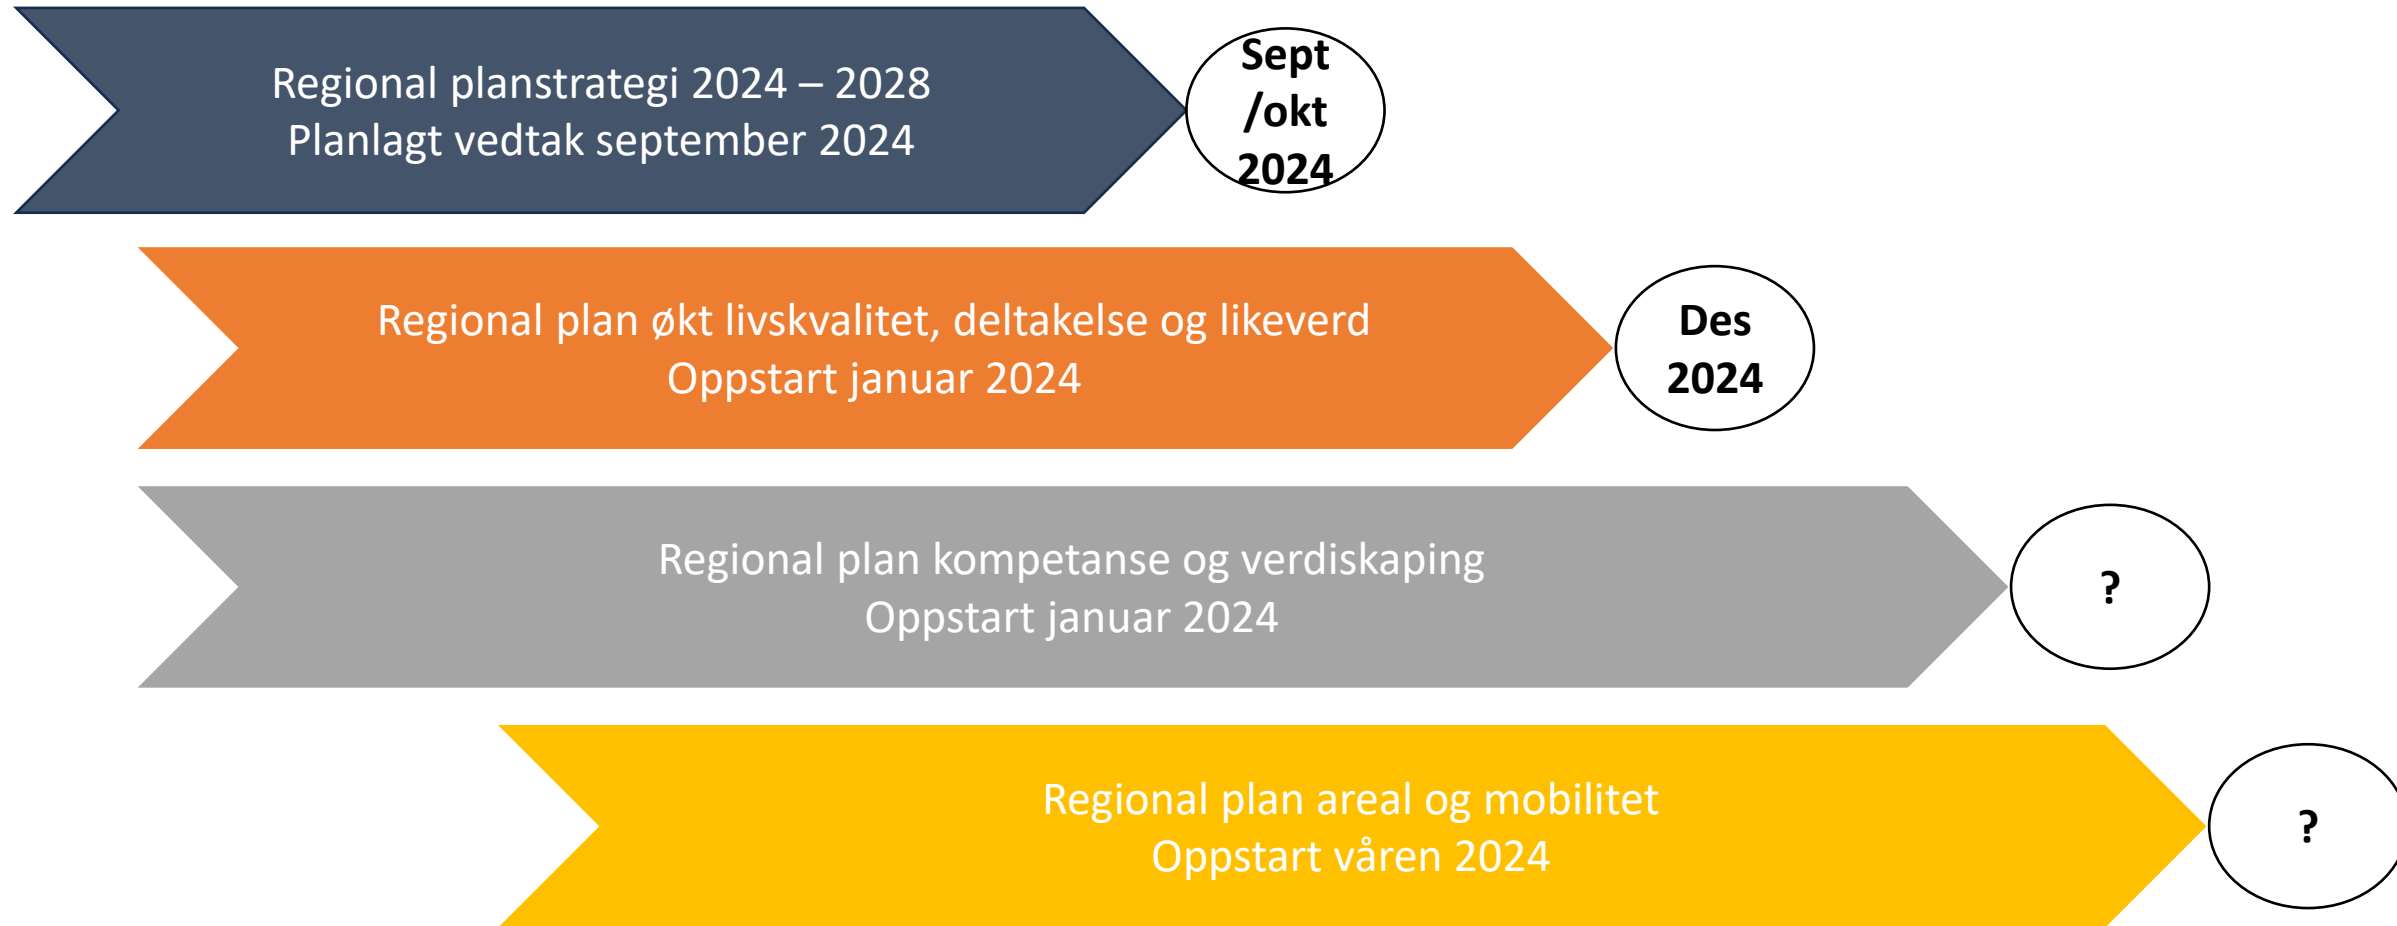 Regional planstrategi 2024 – 2028
Planlagt vedtak september 2024
Sept
/okt
2024
Regional plan økt livskvalitet, deltakelse og likeverd
Oppstart januar 2024
Des
2024
Regional plan kompetanse og verdiskaping
Oppstart januar 2024
?
Regional plan areal og mobilitet
Oppstart våren 2024
?